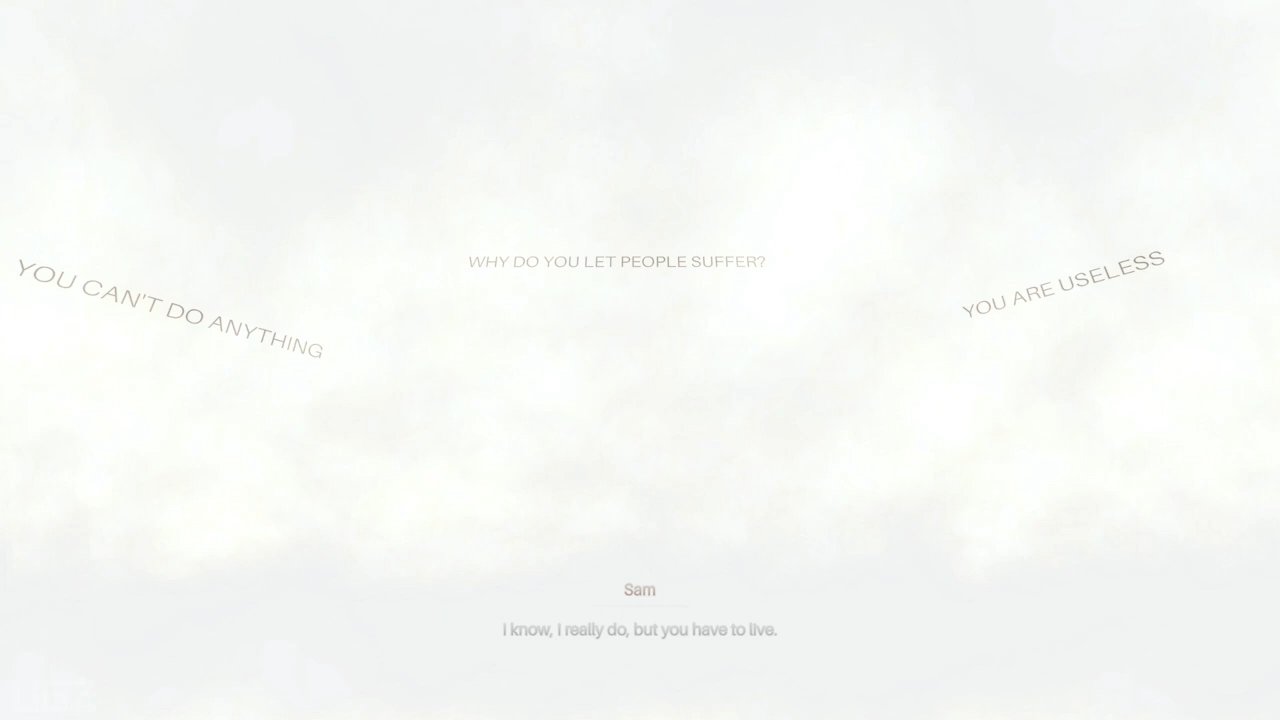 YOU CAN'T DO ANYTHING
WHY DO YOU LET PEOPLE SUFFER?
YOU ARE USELESS
Sam
I know, I really do, but you have to live.